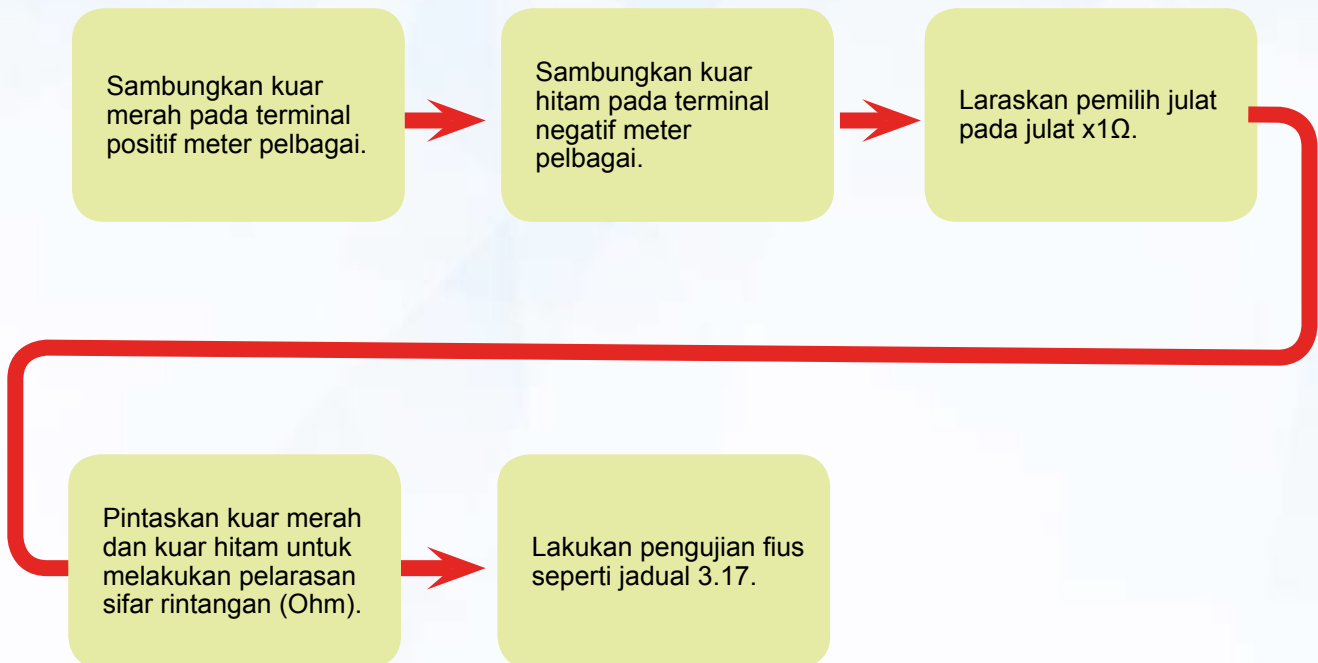 Sambungkan kuar
merah pada terminal
positif meter pelbagai.
Sambungkan kuar
hitam pada terminal
negatif meter
pelbagai.
Laraskan pemilih julat
pada julat x1Ω.
Pintaskan kuar merah
dan kuar hitam untuk
melakukan pelarasan
sifar rintangan (Ohm).
Lakukan pengujian fius
seperti jadual 3.17.